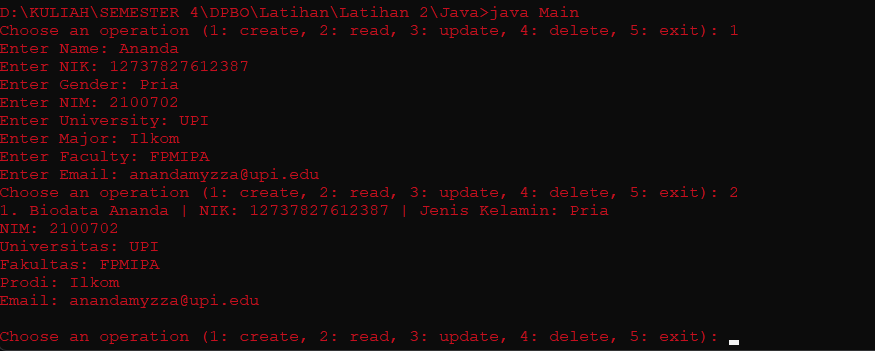 D:\KULIAH\SEMESTER 4\DPBO\Latihan\Latihan 2\Java>java Main
Choose an operation (1: create, 2: read, 3: update, 4: delete, 5: exit): 1
Enter Name: Ananda
Enter NIK: 12737827612387
Enter Gender: Pria
Enter NIM: 2100702
Enter University: UPI
Enter Major: Ilkom
Enter Faculty: FPMIPA
Enter Email: anandamyzza@upi.edu
Choose an operation (1: create, 2: read, 3: update, 4: delete, 5: exit): 2
1. Biodata Ananda | NIK: 12737827612387 | Jenis Kelamin: Pria
NIM: 2100702
Universitas: UPI
Fakultas: FPMIPA
Prodi: Ilkom
Email: anandamyzza@upi.edu
Choose an operation (1: create, 2: read, 3: update, 4: delete, 5: exit):